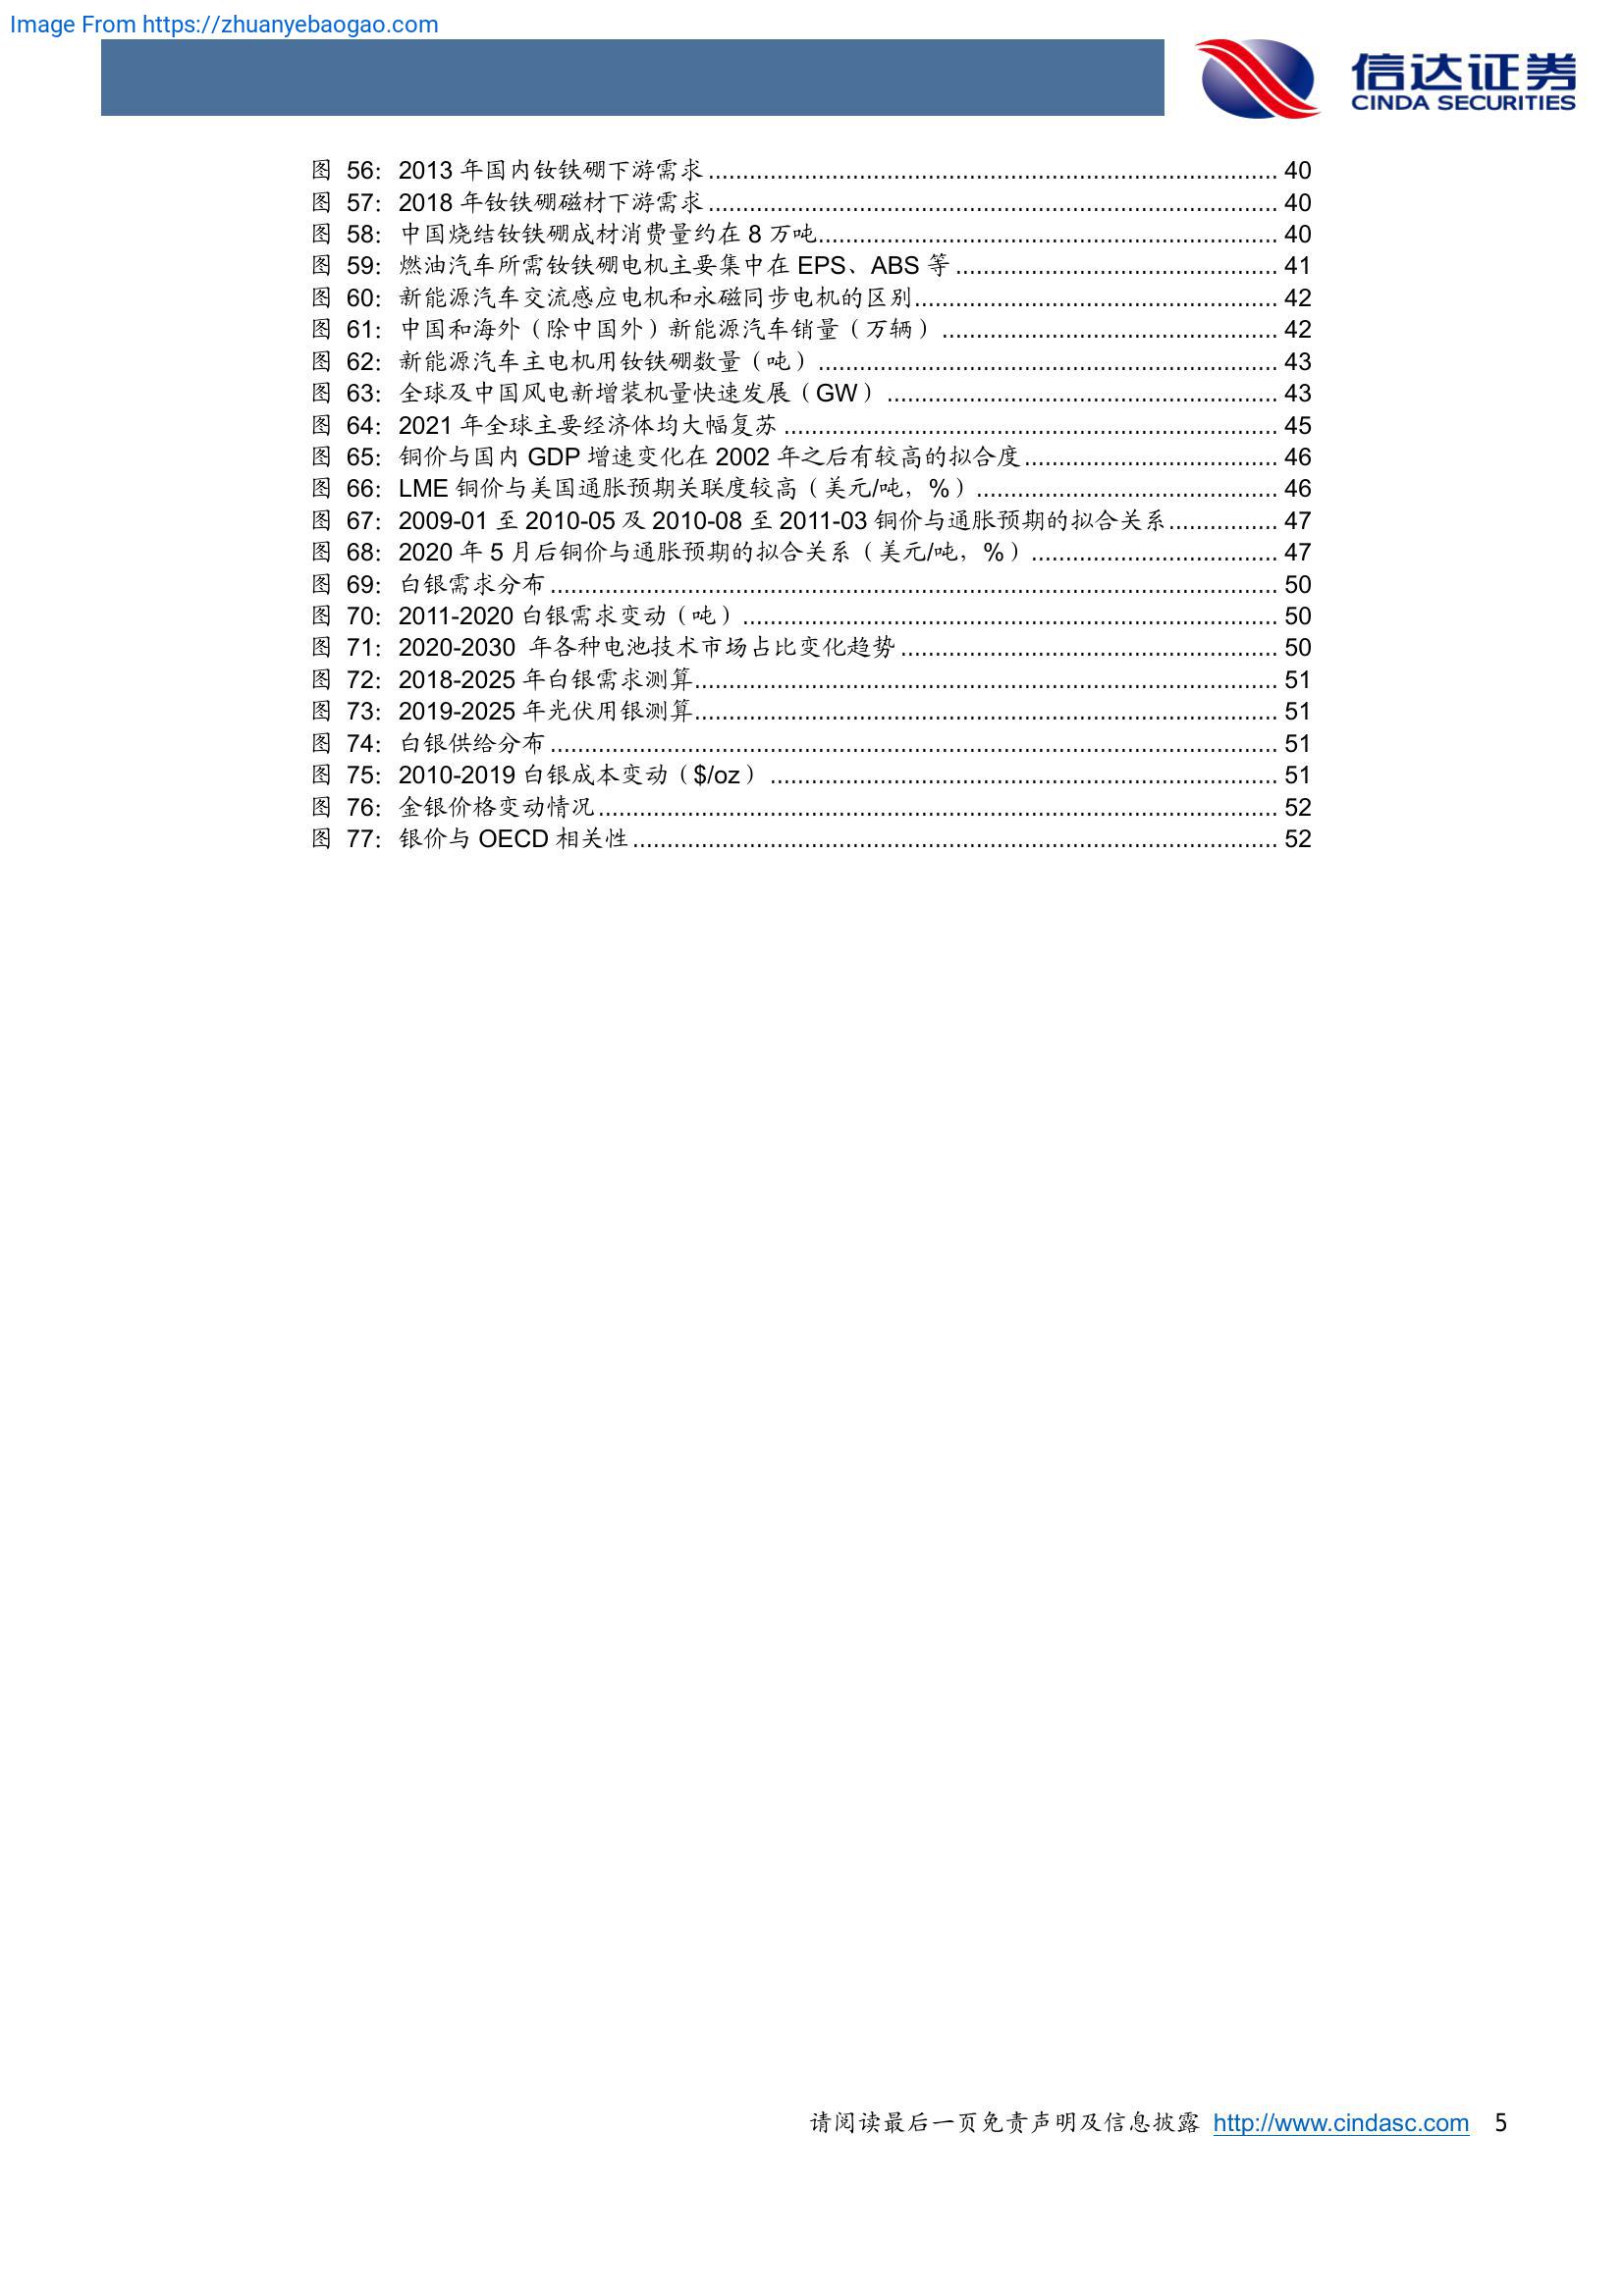 Image From https://zhuanyebaogao.com
信达证券
CINDA SECURITIES
图 56：2013 年国内钕铁硼下游需求 ........ 40
图 57：2018 年钕铁硼磁材下游需求 ........ 40
图 58：中国烧结钕铁硼成材消费量约在 8 万吨........ 40
图 59：燃油汽车所需钕铁硼电机主要集中在 EPS、ABS 等 ........ 41
图 60：新能源汽车交流感应电机和永磁同步电机的区别........ 42
图 61：中国和海外（除中国外）新能源汽车销量（万辆） ........ 42
图 62：新能源汽车主电机用钕铁硼数量（吨） ........ 43
图 63：全球及中国风电新增装机量快速发展（GW） ........ 43
图 64：2021 年全球主要经济体均大幅复苏 ........ 45
图 65：铜价与国内 GDP 增速变化在 2002 年之后有较高的拟合度........ 46
图 66：LME 铜价与美国通胀预期关联度较高（美元/吨，%）........ 46
图 67：2009-01 至 2010-05 及 2010-08 至 2011-03 铜价与通胀预期的拟合关系........ 47
图 68：2020 年 5 月后铜价与通胀预期的拟合关系（美元/吨，%）........ 47
图 69：白银需求分布 ........ 50
图 70：2011-2020 白银需求变动（吨） ........ 50
图 71：2020-2030 年各种电池技术市场占比变化趋势 ........ 50
图 72：2018-2025 年白银需求测算........ 51
图 73：2019-2025 年光伏用银测算........ 51
图 74：白银供给分布 ........ 51
图 75：2010-2019 白银成本变动（$/oz） ........ 51
图 76：金银价格变动情况........ 52
图 77：银价与 OECD 相关性 ........ 52
请阅读最后一页免责声明及信息披露 http://www.cindasc.com 5